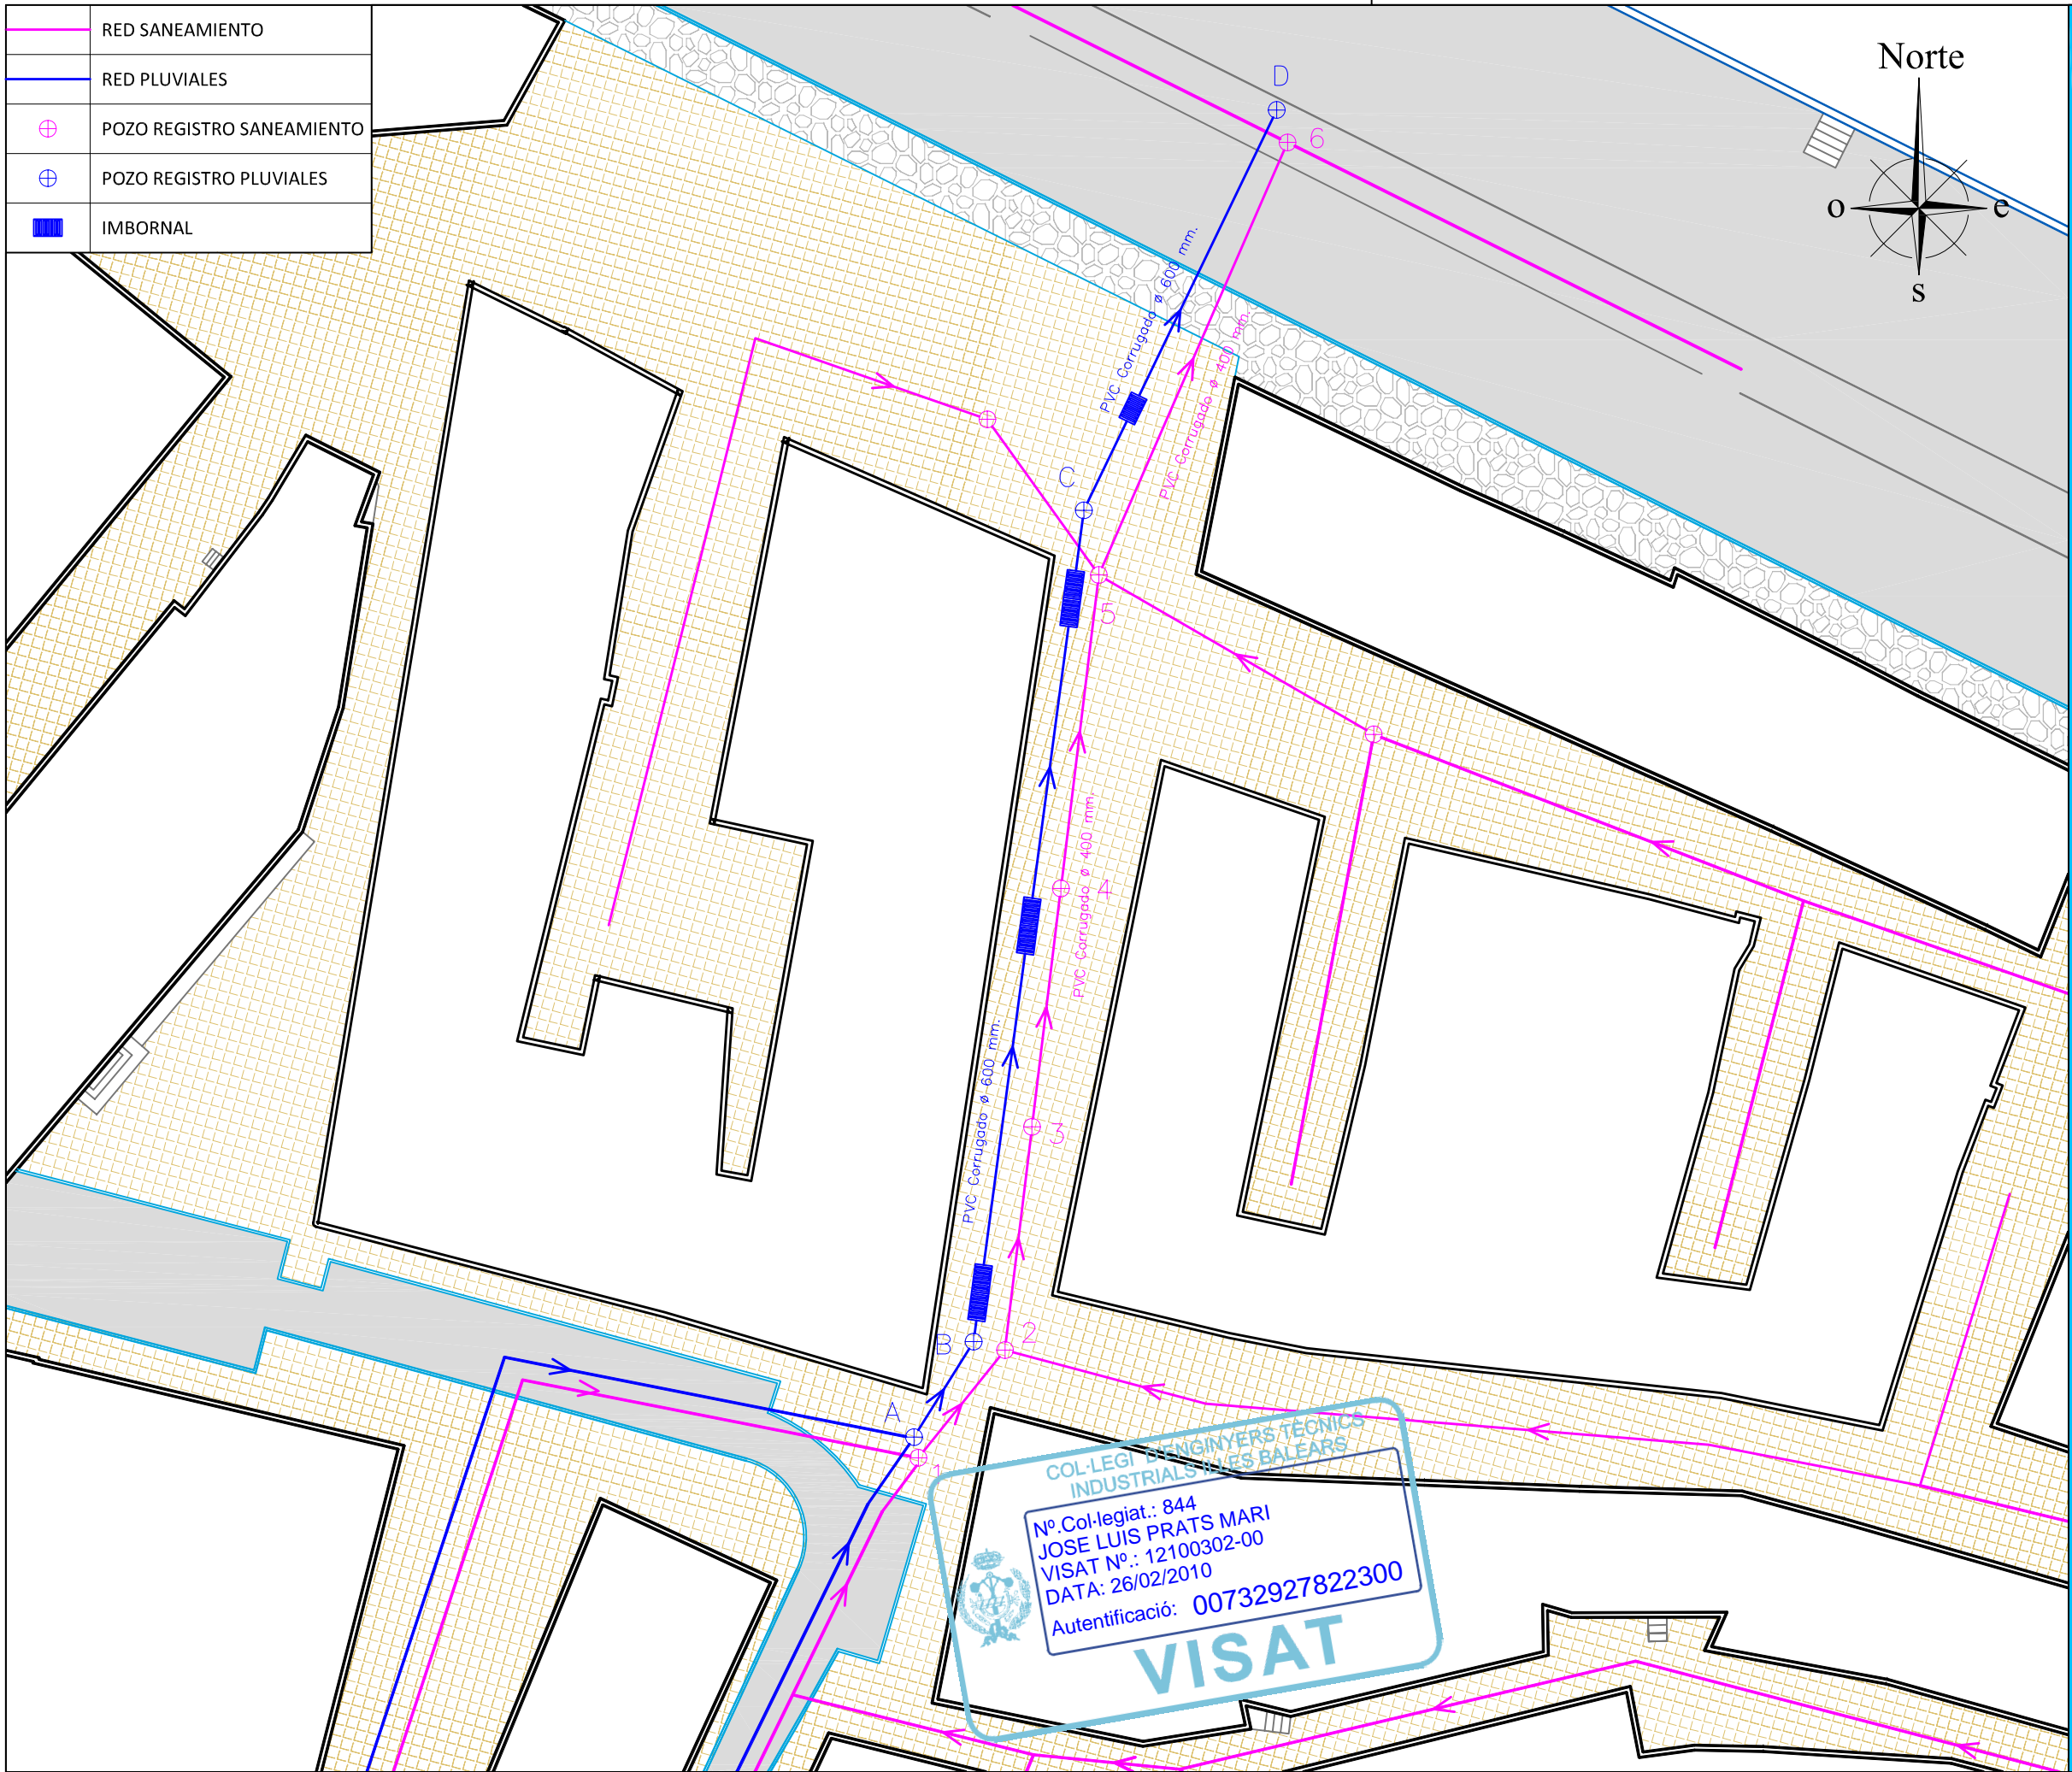 RED SANEAMIENTO
RED PLUVIALES
POZO REGISTRO SANEAMIENTO
POZO REGISTRO PLUVIALES
IMBORNAL
Norte
o
e
s
D
6
PVC Corrugado ø 600 mm.
PVC Corrugado ø 400 mm.
C
5
4
PVC Corrugado ø 400 mm.
3
PVC Corrugado ø 600 mm.
2
B
A
1
COL·LEGI D'ENGINYERS TÈCNICS
INDUSTRIALS ILLES BALEARS
Nº.Col·legiat.: 844
JOSE LUIS PRATS MARI
VISAT Nº.: 12100302-00
DATA: 26/02/2010
Autentificació: 00732927822300
VISAT